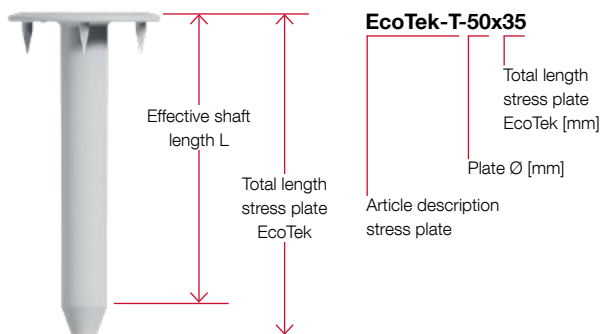 EcoTek-T-50x35
Total length
stress plate
EcoTek [mm]
Plate Ø [mm]
Article description
stress plate
Effective shaft
length L
Total length
stress plate
EcoTek